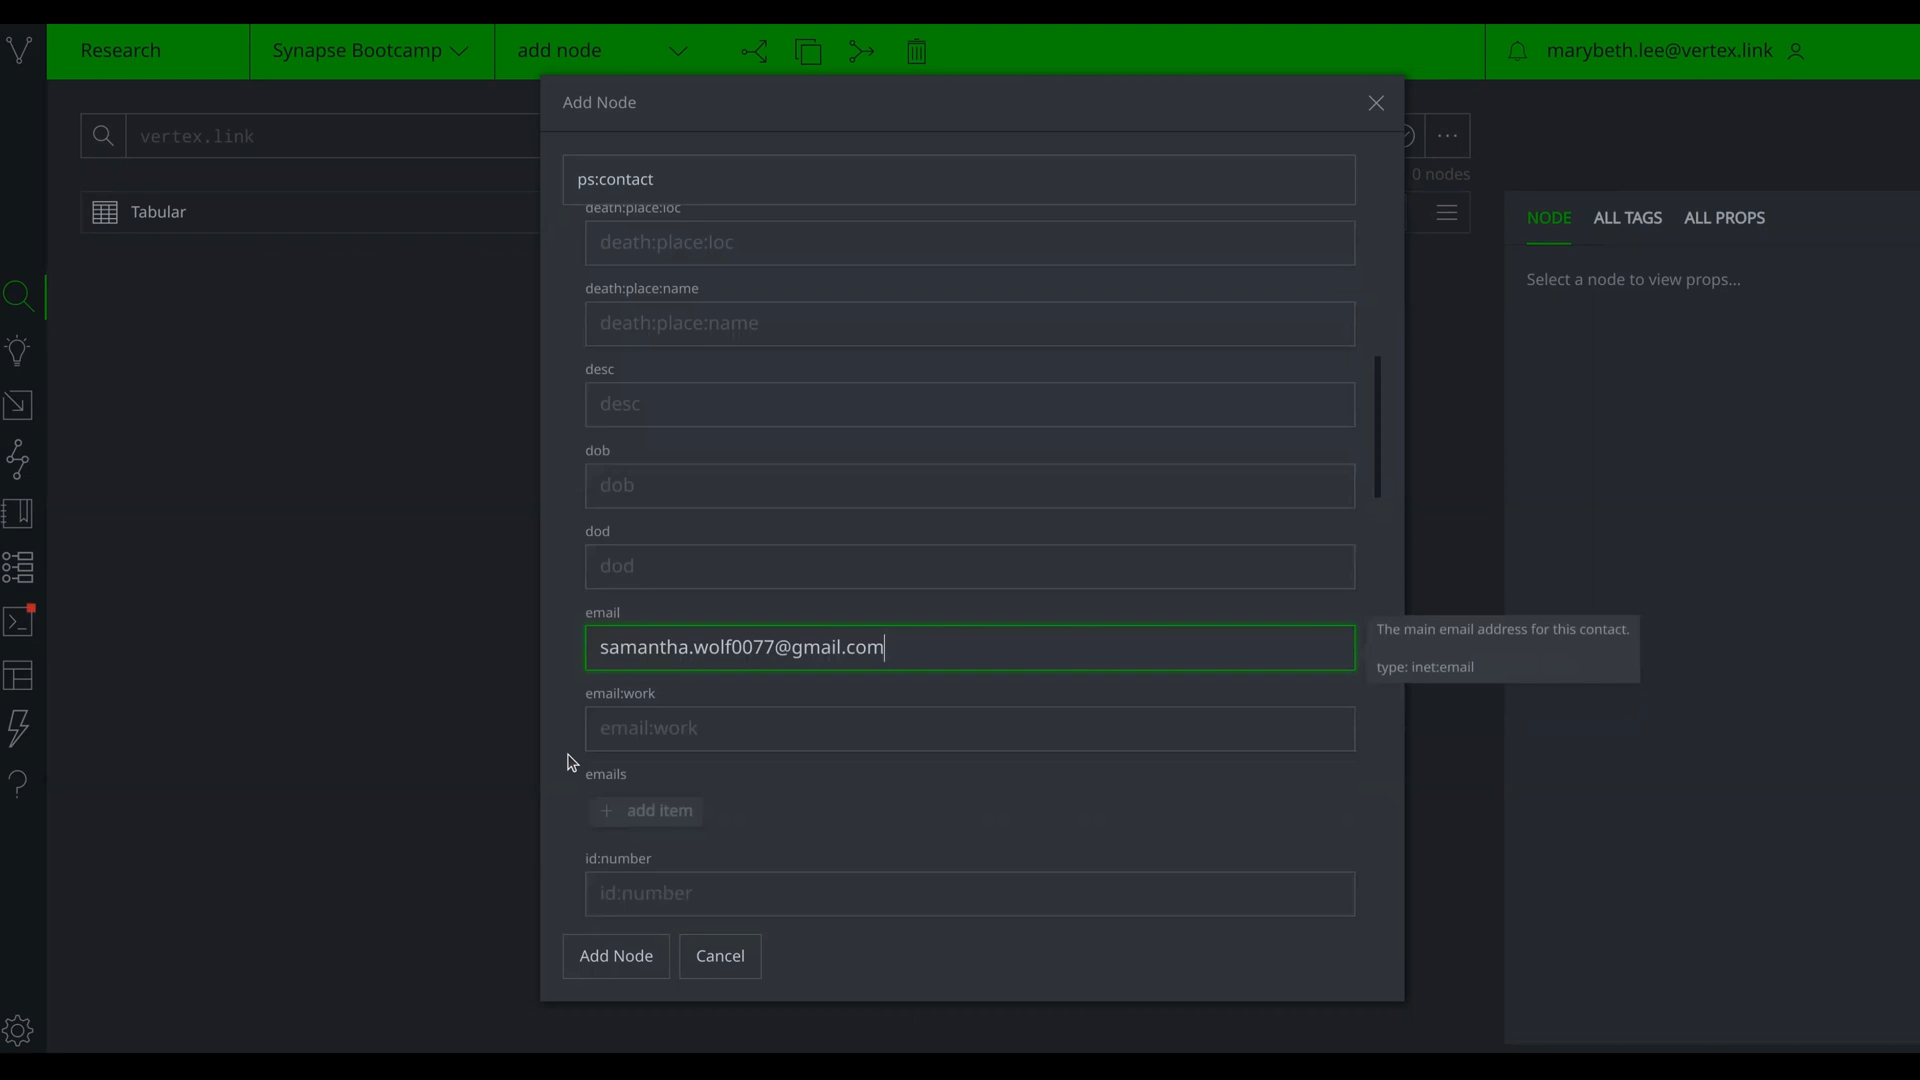 Research
Synapse Bootcamp
add node
marybeth.lee@vertex.link
Add Node
vertex.link
ps:contact
0 nodes
Tabular
death:place:loc
death:place:loc
NODE
ALL TAGS
ALL PROPS
death:place:name
death:place:name
Select a node to view props...
desc
desc
dob
dob
dod
dod
email
samantha.wolf0077@gmail.com
The main email address for this contact.
type: inet:email
email:work
email:work
emails
+ add item
id:number
id:number
Add Node
Cancel